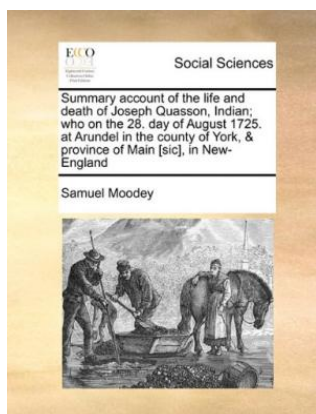 ECCO
Social Sciences
Summary account of the life and
death of Joseph Quasson, Indian;
who on the 28. day of August 1725.
at Arundel in the county of York, &
province of Main [sic], in New-
England
Samuel Moodey